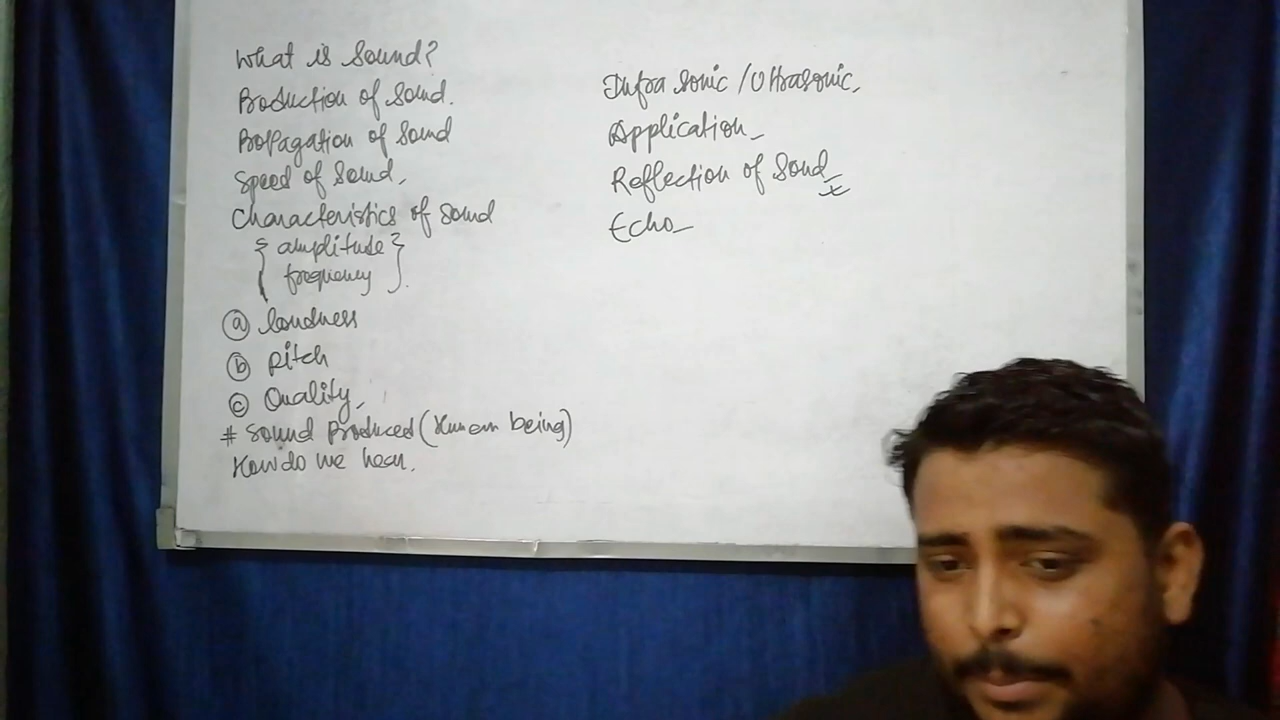 What is Sound?
Production of Sound.
Propagation of Sound
Speed of Sound,
Characteristics of Sound
{ amplitude }
{ frequency }.
(a) loudness
(b) Pitch
(c) Quality,
# Sound Produced (Human being)
How do we hear.
Infra Sonic / Ultrasonic,
Application
Reflection of Sound
Echo